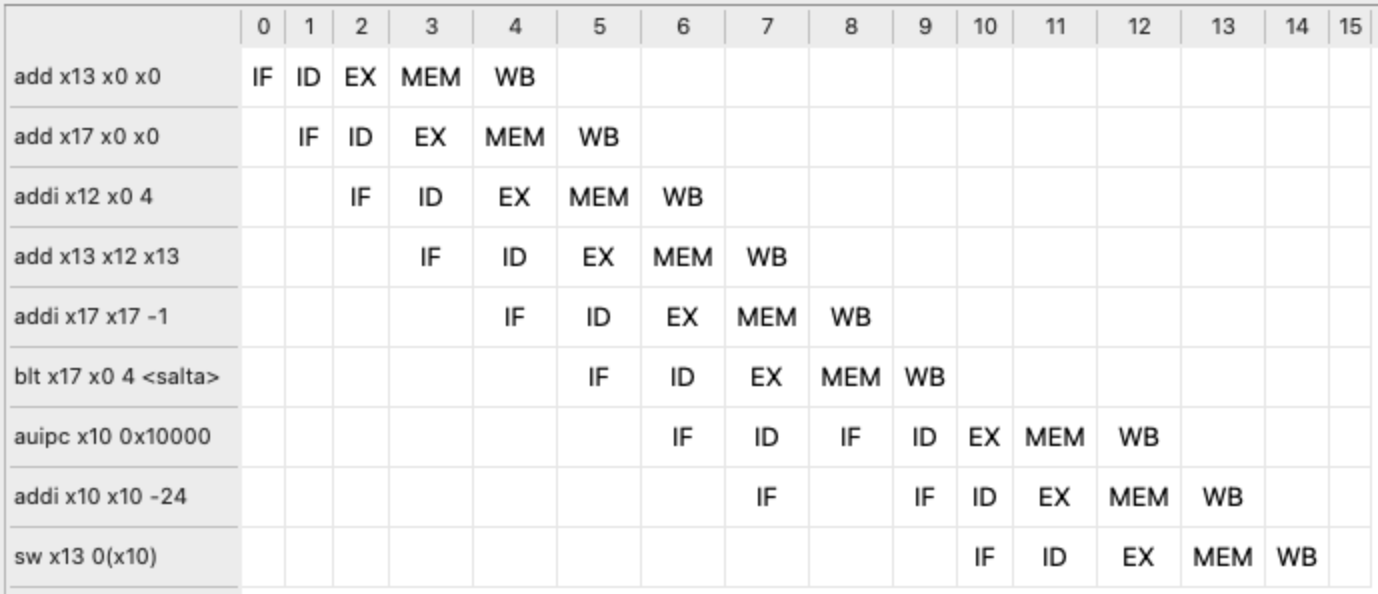 0 1 2 3 4 5 6 7 8 9 10 11 12 13 14 15
add x13 x0 x0 IF ID EX MEM WB
add x17 x0 x0 IF ID EX MEM WB
addi x12 x0 4 IF ID EX MEM WB
add x13 x12 x13 IF ID EX MEM WB
addi x17 x17 -1 IF ID EX MEM WB
blt x17 x0 4 <salta> IF ID EX MEM WB
auipc x10 0x10000 IF ID IF ID EX MEM WB
addi x10 x10 -24 IF IF ID EX MEM WB
sw x13 0(x10) IF ID EX MEM WB